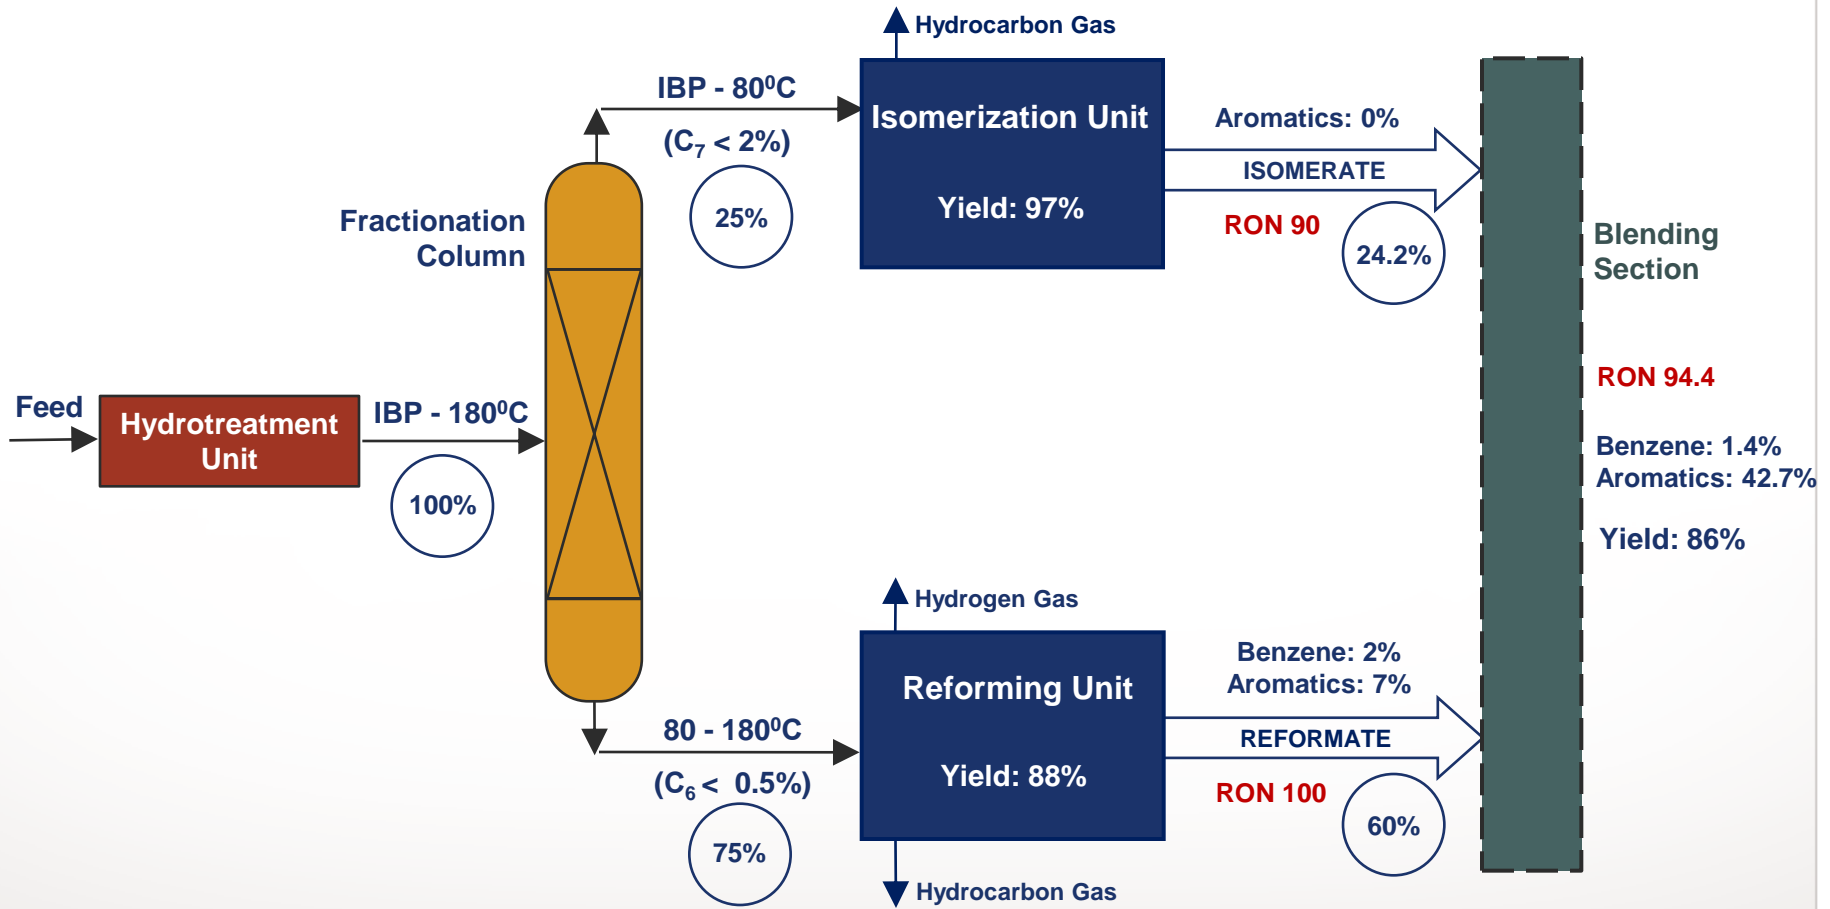 Feed
Hydrotreatment
Unit
IBP - 180⁰C
100%
Fractionation
Column
IBP - 80⁰C
(C₇ < 2%)
25%
Hydrocarbon Gas
Isomerization Unit
Yield: 97%
Aromatics: 0%
ISOMERATE
RON 90
24.2%
80 - 180⁰C
(C₆ < 0.5%)
75%
Hydrogen Gas
Reforming Unit
Yield: 88%
Hydrocarbon Gas
Benzene: 2%
Aromatics: 7%
REFORMATE
RON 100
60%
Blending
Section
RON 94.4
Benzene: 1.4%
Aromatics: 42.7%
Yield: 86%